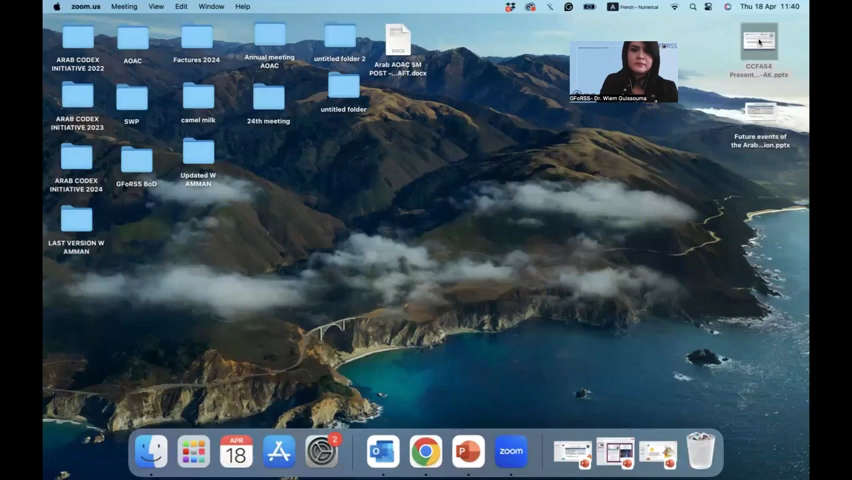 zoom.us Meeting View Edit Window Help
French – Numerical
Thu 18 Apr 11:40
ARAB CODEX
INITIATIVE 2022
AOAC
Factures 2024
Annual meeting
AOAC
untitled folder 2
Arab AOAC SM
POST -...AFT.docx
GFORSS
GFoRSS- Dr. Wiem Guissouma
CCFA54
Present...-AK.pptx
ARAB CODEX
INITIATIVE 2023
SWP
camel milk
24th meeting
untitled folder
Future events of
the Arab...ion.pptx
ARAB CODEX
INITIATIVE 2024
GFoRSS BoD
Updated W
AMMAN
LAST VERSION W
AMMAN
APR
18
2
zoom